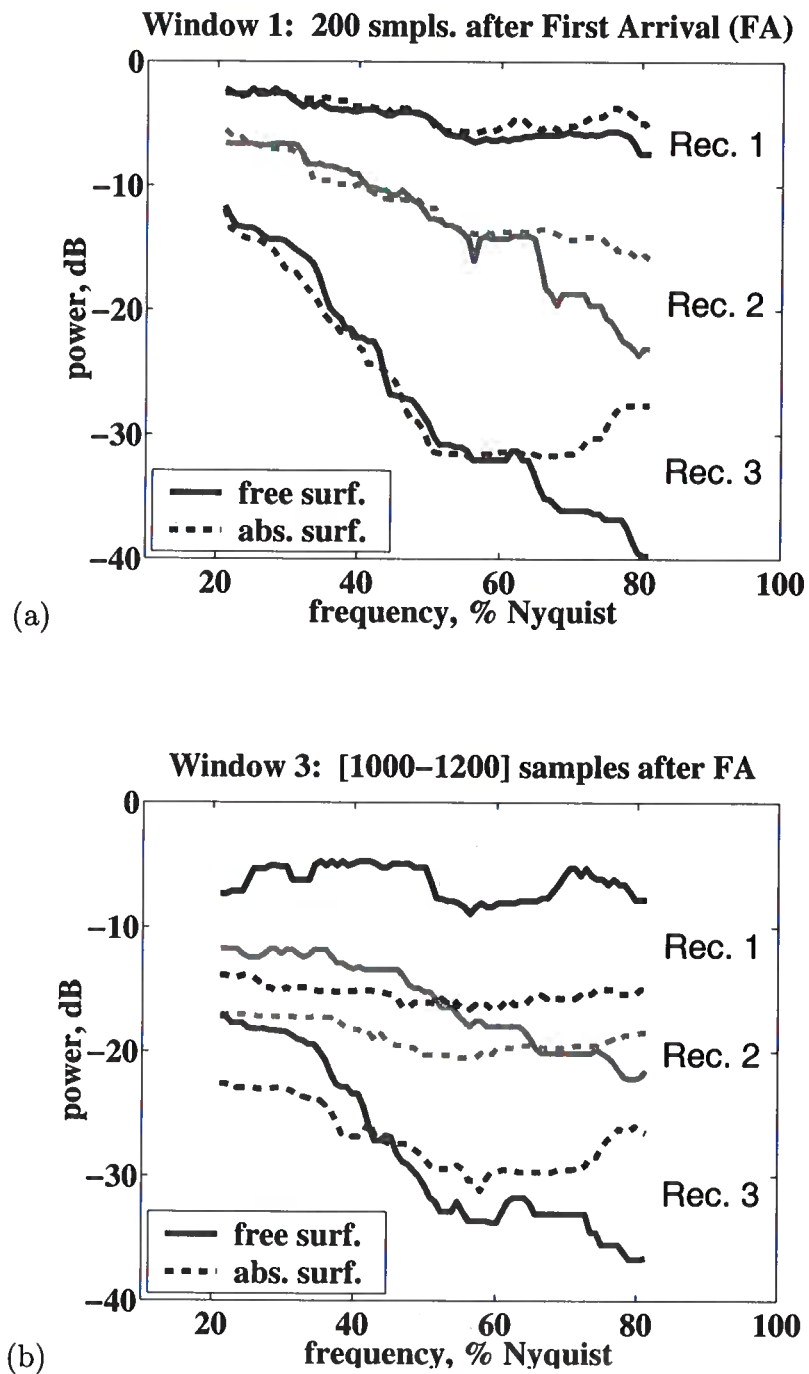 Window 1: 200 smpls. after First Arrival (FA)
0
−10
−20
−30
−40
power, dB
Rec. 1
Rec. 2
Rec. 3
free surf.
abs. surf.
20 40 60 80 100
frequency, % Nyquist
(a)
Window 3: [1000−1200] samples after FA
0
−10
−20
−30
−40
power, dB
Rec. 1
Rec. 2
Rec. 3
free surf.
abs. surf.
20 40 60 80 100
frequency, % Nyquist
(b)